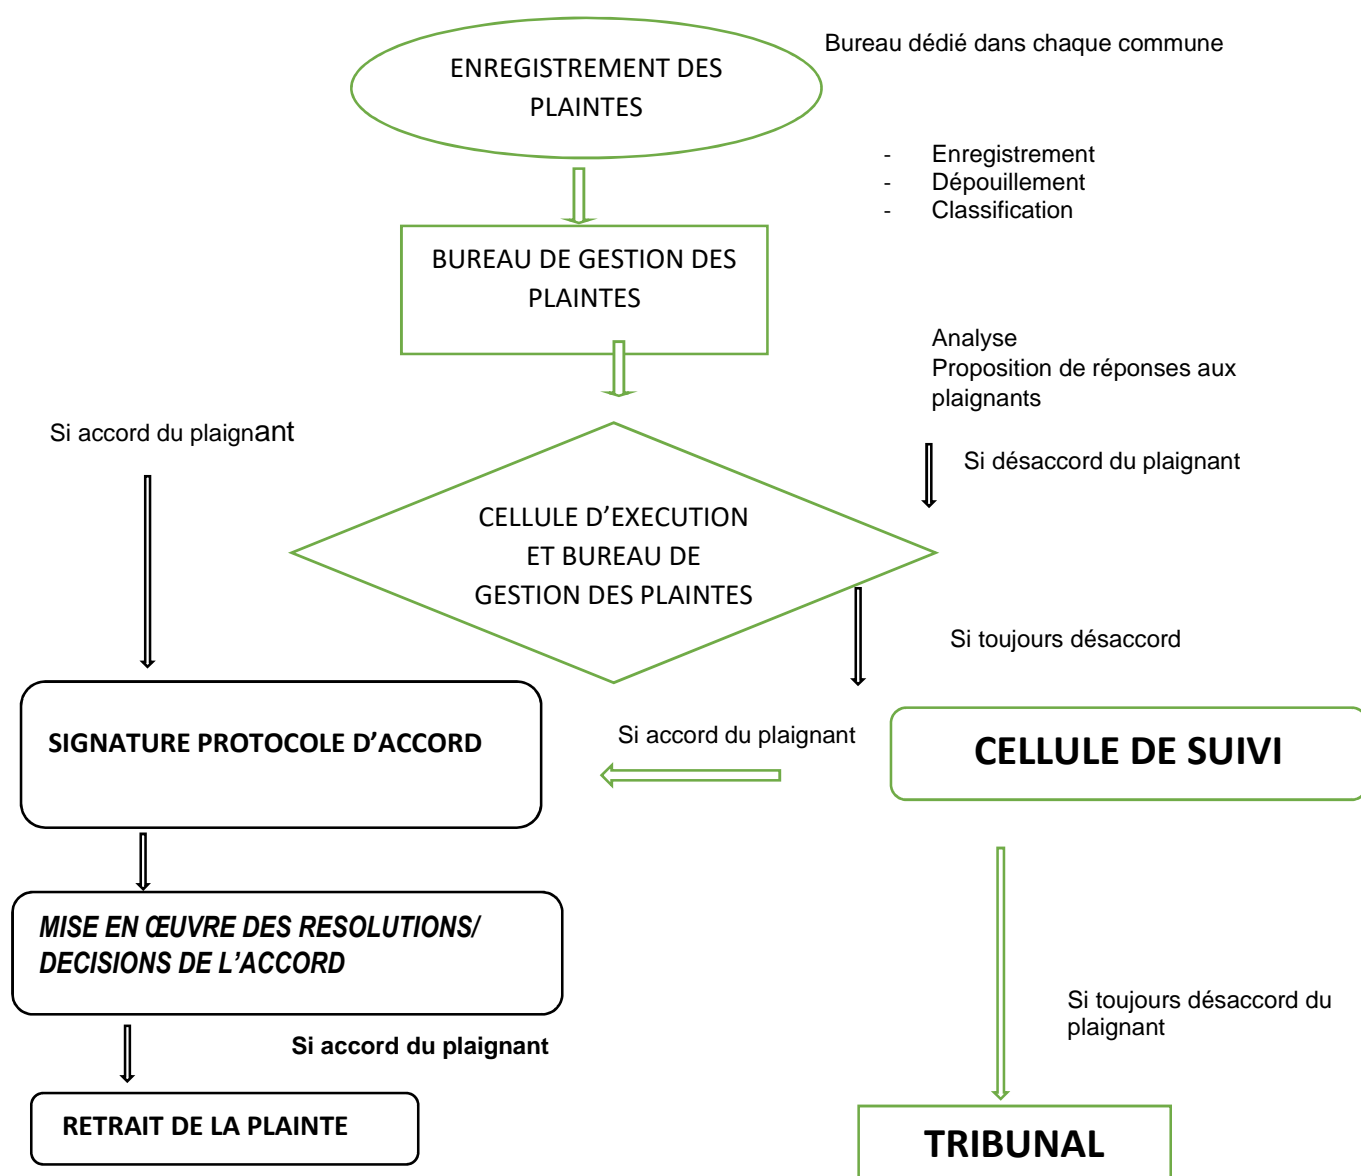 Bureau dédié dans chaque commune
ENREGISTREMENT DES
PLAINTES
- Enregistrement
- Dépouillement
- Classification
BUREAU DE GESTION DES
PLAINTES
Analyse
Proposition de réponses aux
plaignants
Si accord du plaignant
Si désaccord du plaignant
CELLULE D’EXECUTION
ET BUREAU DE
GESTION DES PLAINTES
Si toujours désaccord
SIGNATURE PROTOCOLE D’ACCORD
Si accord du plaignant
CELLULE DE SUIVI
MISE EN ŒUVRE DES RESOLUTIONS/
DECISIONS DE L’ACCORD
Si toujours désaccord du
plaignant
Si accord du plaignant
RETRAIT DE LA PLAINTE
TRIBUNAL